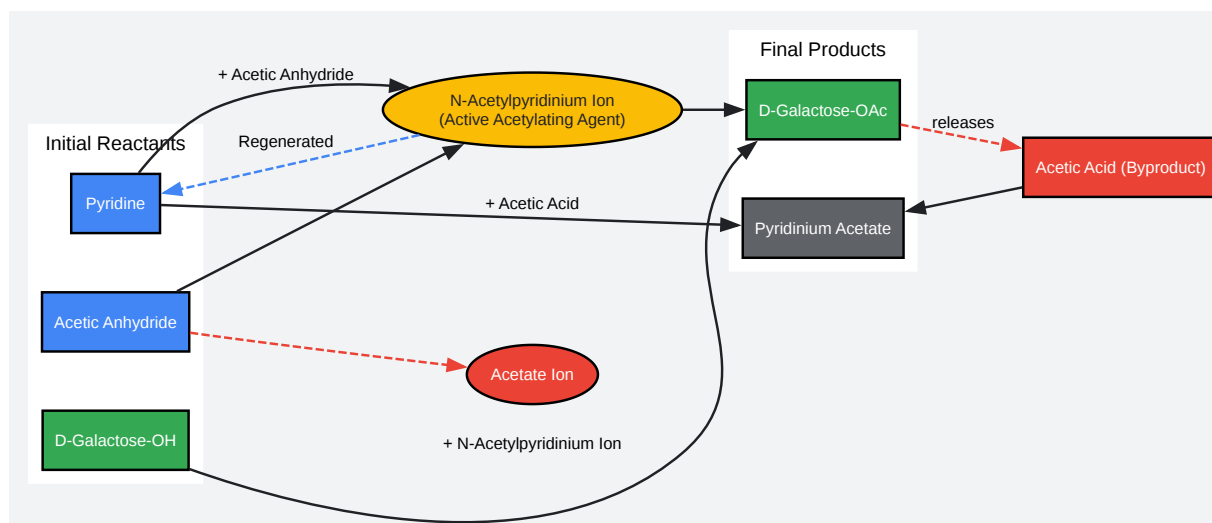 Final Products
+ Acetic Anhydride
N-Acetylpyridinium Ion
(Active Acetylating Agent)
D-Galactose-OAc
releases
Initial Reactants
Regenerated
Acetic Acid (Byproduct)
Pyridine
+ Acetic Acid
Pyridinium Acetate
Acetic Anhydride
Acetate Ion
D-Galactose-OH
+ N-Acetylpyridinium Ion